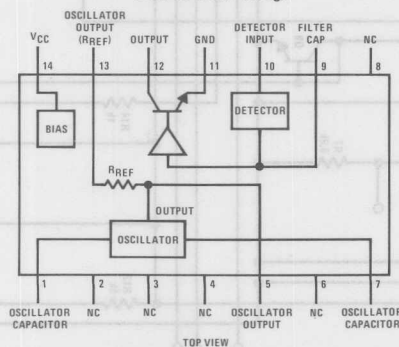 OSCILLATOR OUTPUT (RREF)
VCC
OUTPUT
GND
DETECTOR INPUT
FILTER CAP
NC
14 13 12 11 10 9 8
BIAS
DETECTOR
RREF
OUTPUT
OSCILLATOR
1 2 3 4 5 6 7
OSCILLATOR CAPACITOR
NC
NC
NC
OSCILLATOR OUTPUT
NC
OSCILLATOR CAPACITOR
TOP VIEW